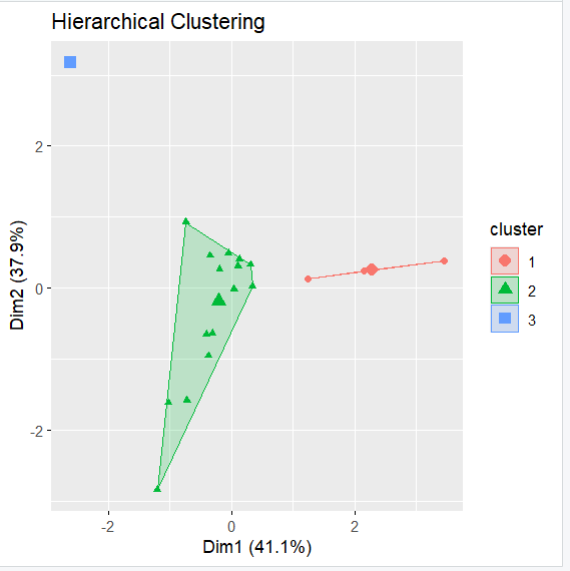 Hierarchical Clustering
2
0
-2
Dim2 (37.9%)
-2 0 2
Dim1 (41.1%)
cluster
1
2
3